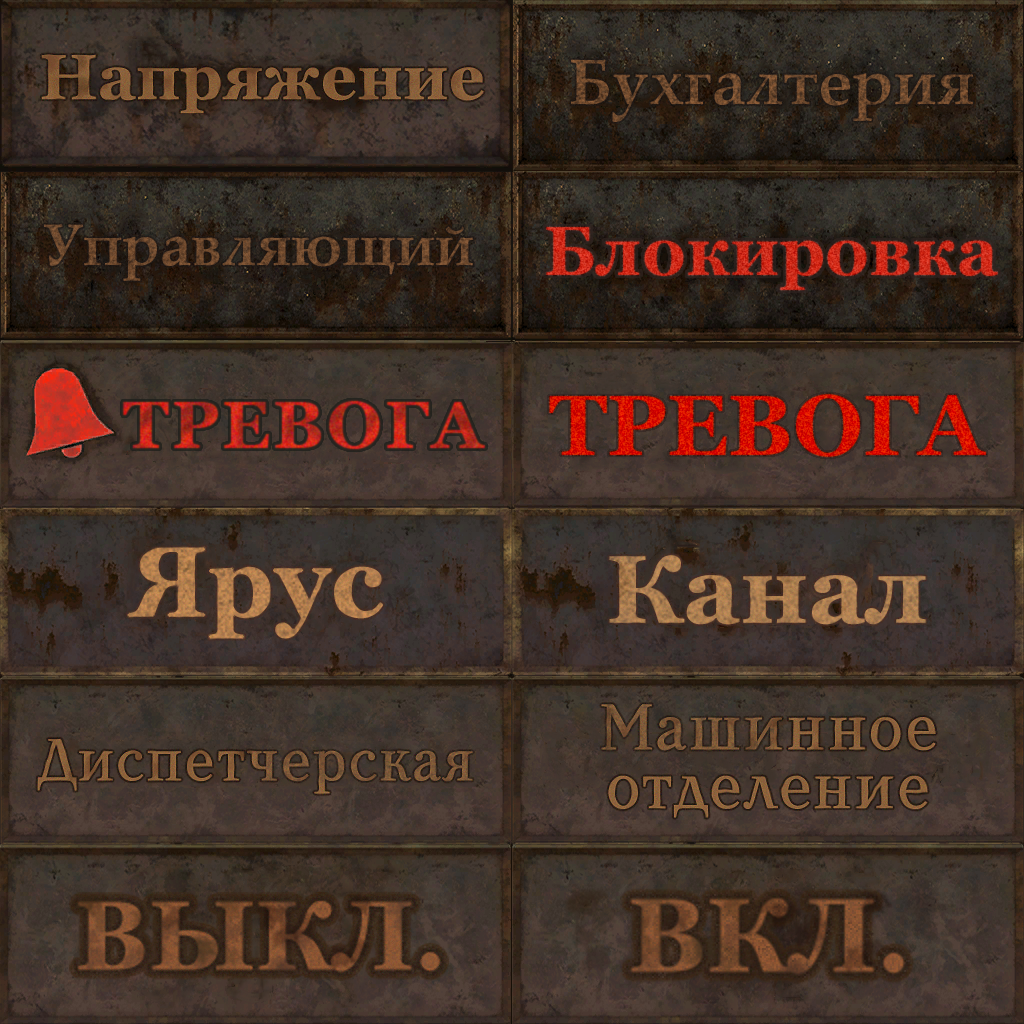 Напряжение
Бухгалтерия
Управляющий
Блокировка
ТРЕВОГА
ТРЕВОГА
Ярус
Канал
Диспетчерская
Машинное
отделение
ВЫКЛ.
ВКЛ.